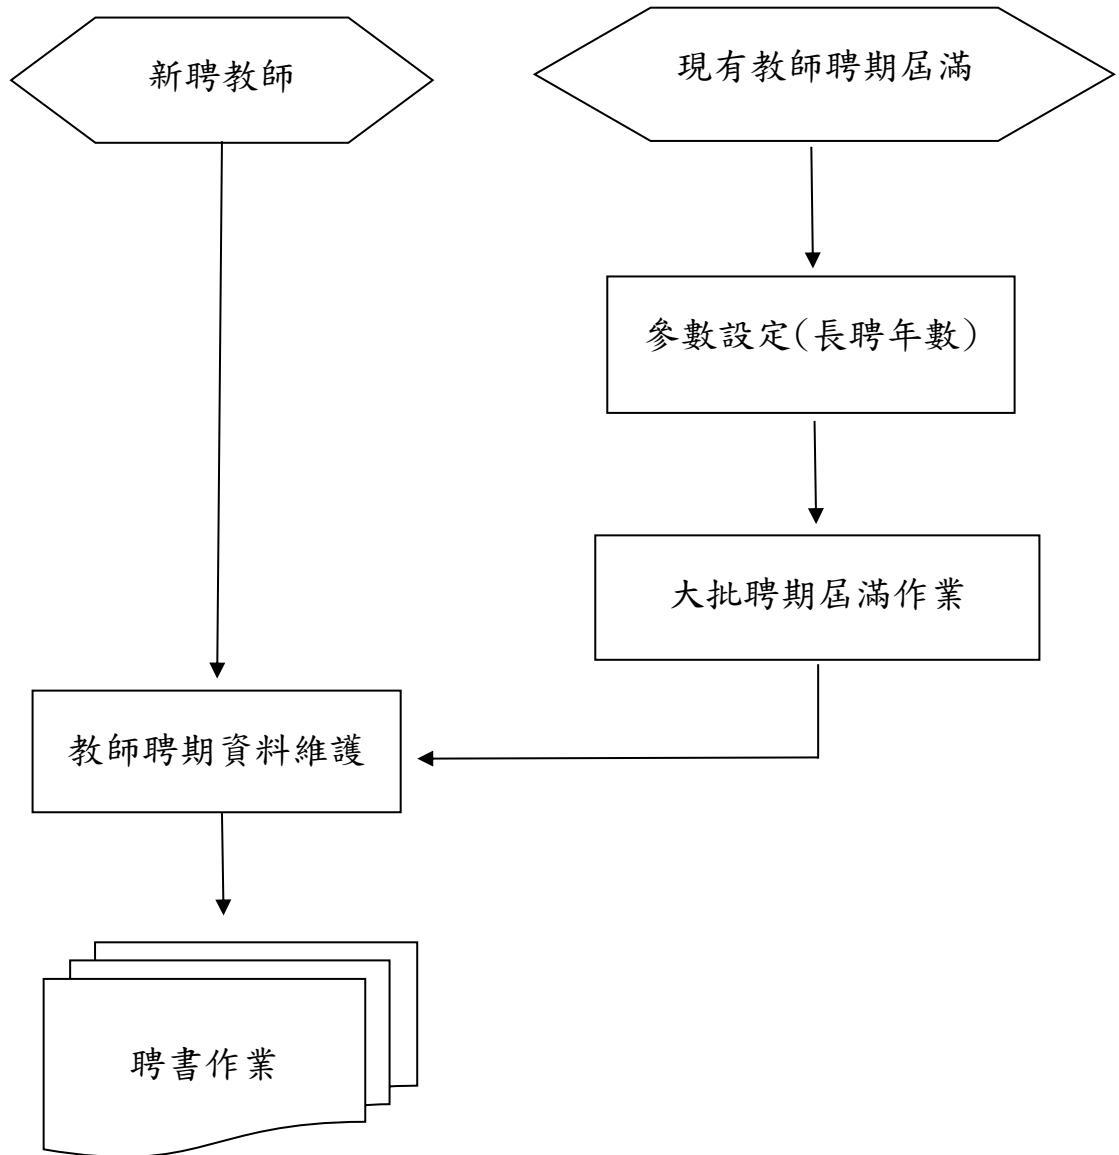 新聘教師
現有教師聘期屆滿
參數設定(長聘年數)
大批聘期屆滿作業
教師聘期資料維護
聘書作業